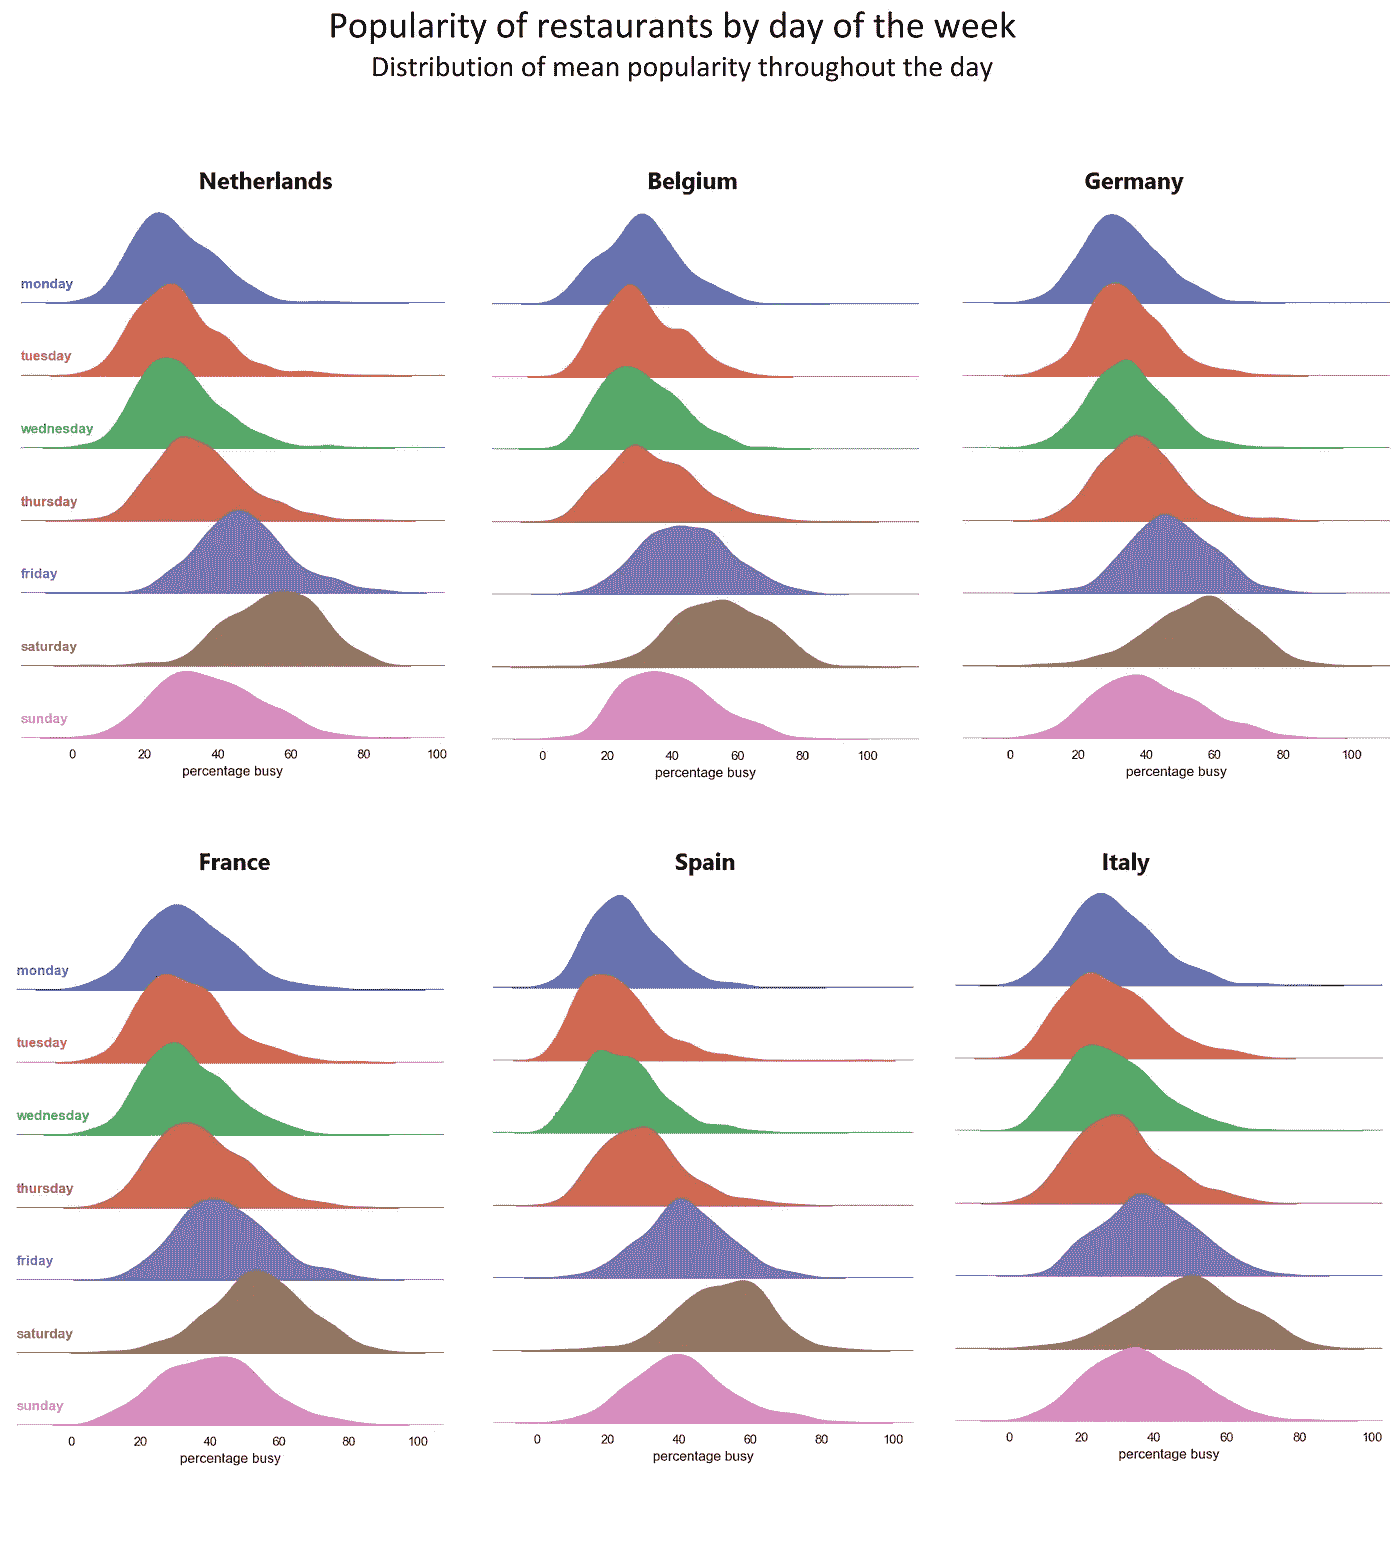 Popularity of restaurants by day of the week
Distribution of mean popularity throughout the day
Netherlands
monday
tuesday
wednesday
thursday
friday
saturday
sunday
0 20 40 60 80 100
percentage busy
Belgium
0 20 40 60 80 100
percentage busy
Germany
0 20 40 60 80 100
percentage busy
France
monday
tuesday
wednesday
thursday
friday
saturday
sunday
0 20 40 60 80 100
percentage busy
Spain
0 20 40 60 80 100
percentage busy
Italy
0 20 40 60 80 100
percentage busy